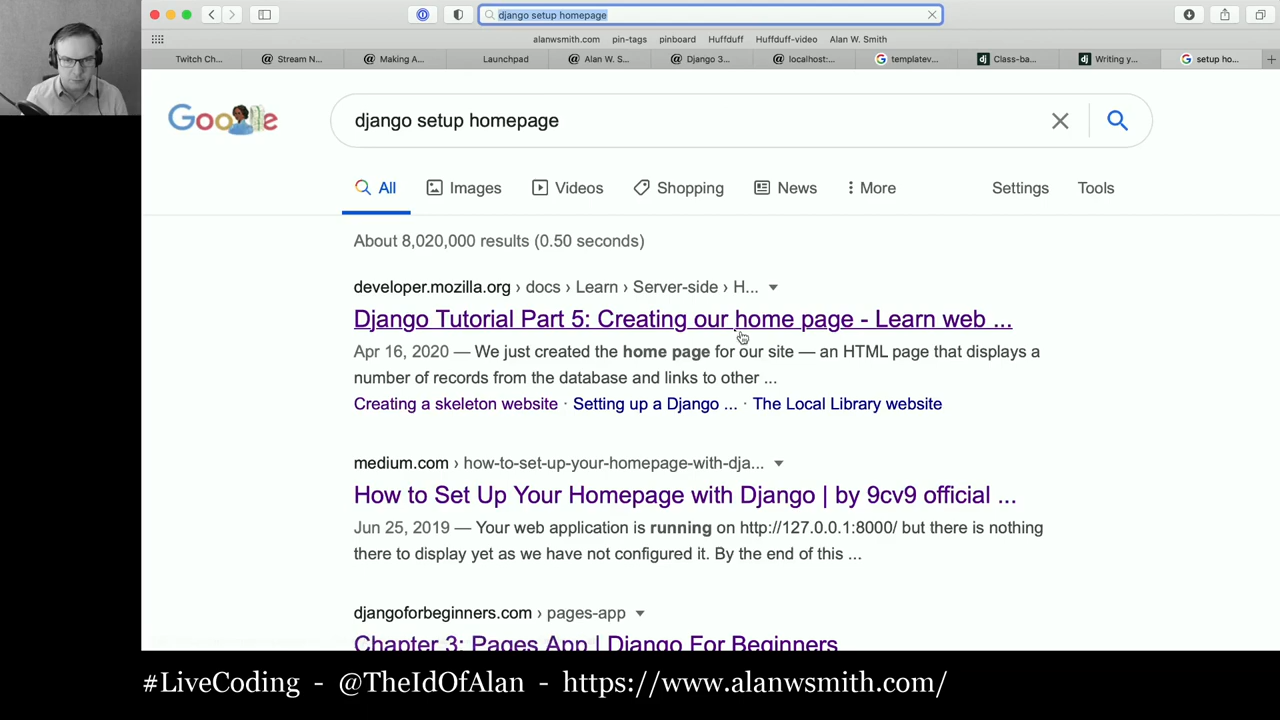 django setup homepage
alanwsmith.com pin-tags pinboard Huffduff Huffduff-video Alan W. Smith
Twitch Ch... @ Stream N... @ Making A... Launchpad @ Alan W. S... @ Django 3... @ localhost:... G templatev... dj Class-ba... dj Writing y... G setup ho... +
Google
django setup homepage
All Images Videos Shopping News More Settings Tools
About 8,020,000 results (0.50 seconds)
developer.mozilla.org › docs › Learn › Server-side › H...
Django Tutorial Part 5: Creating our home page - Learn web ...
Apr 16, 2020 — We just created the home page for our site — an HTML page that displays a
number of records from the database and links to other ...
Creating a skeleton website · Setting up a Django ... · The Local Library website
medium.com › how-to-set-up-your-homepage-with-dja...
How to Set Up Your Homepage with Django | by 9cv9 official ...
Jun 25, 2019 — Your web application is running on http://127.0.0.1:8000/ but there is nothing
there to display yet as we have not configured it. By the end of this ...
djangoforbeginners.com › pages-app
Chapter 3: Pages App | Django For Beginners
#LiveCoding - @TheIdOfAlan - https://www.alanwsmith.com/